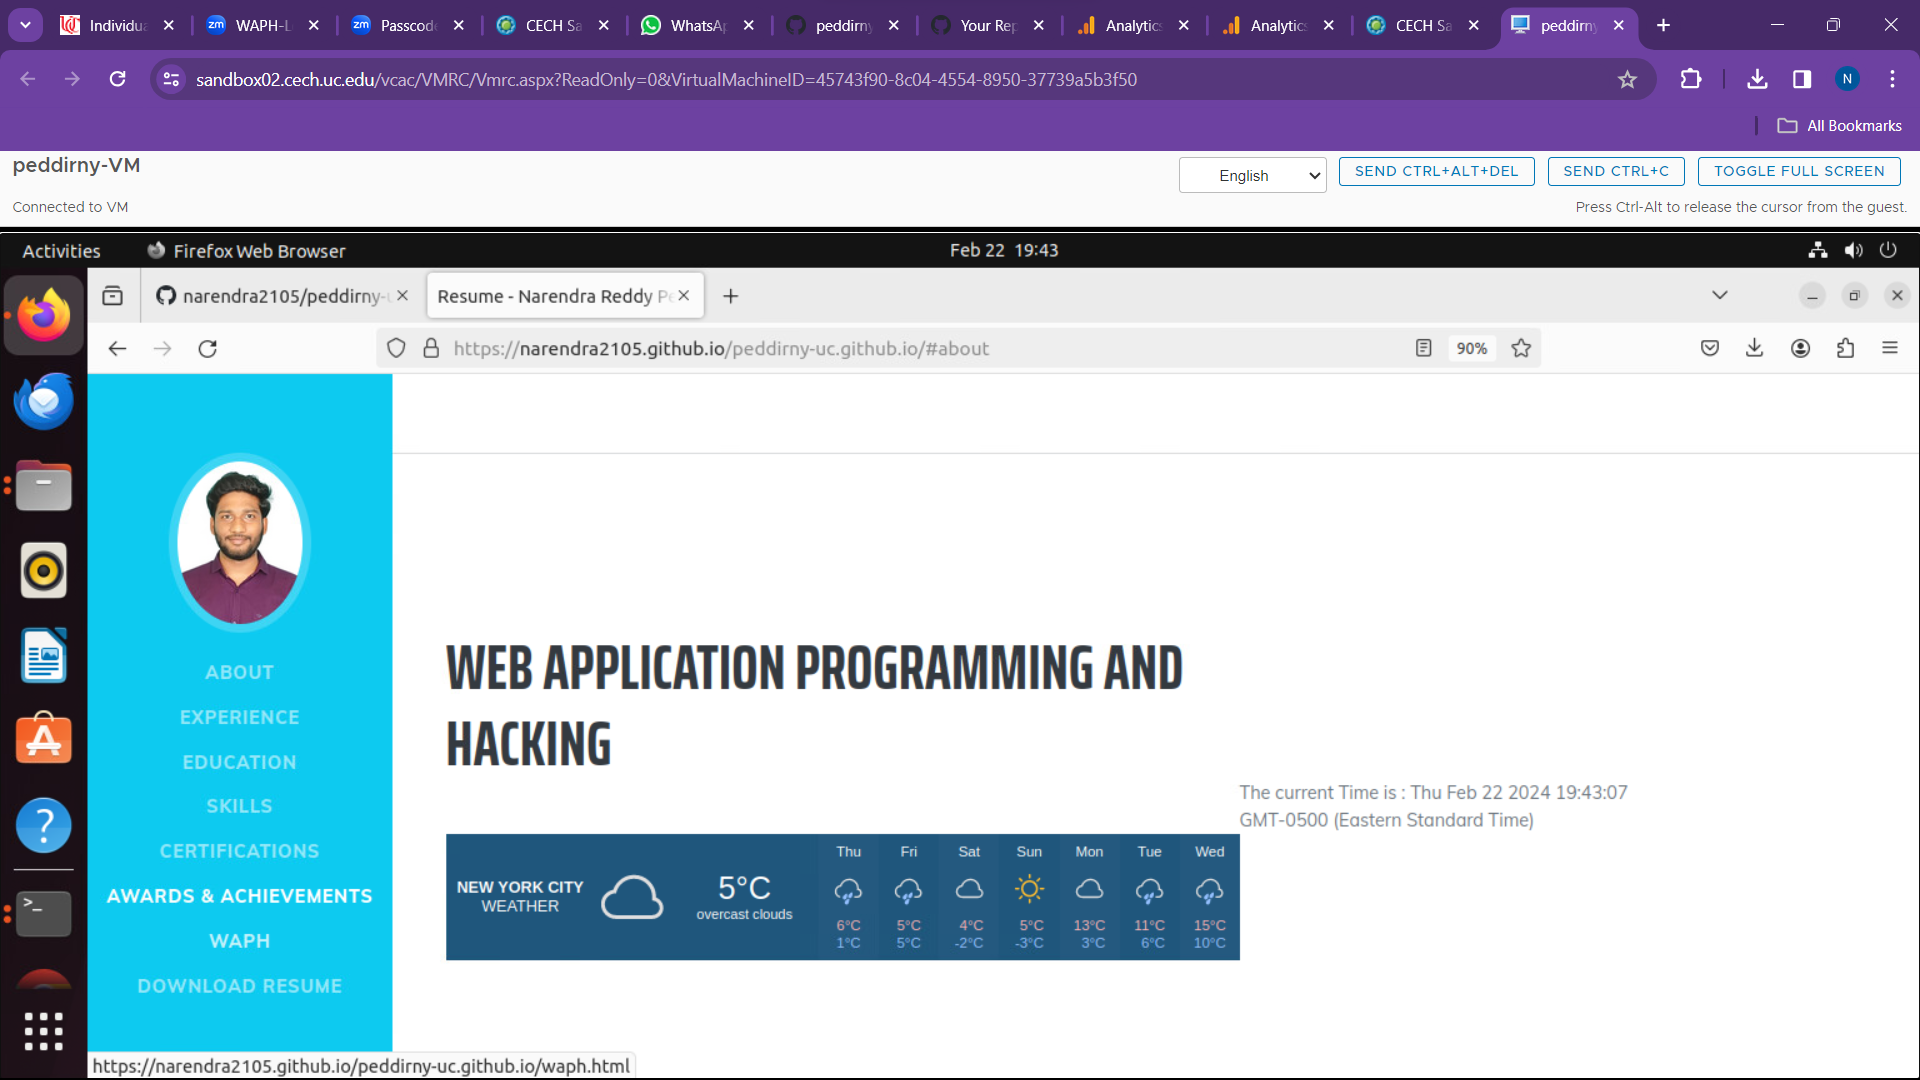 Individua
WAPH-L
Passcode
CECH Sa
WhatsAp
peddirny
Your Rep
Analytics
Analytics
CECH Sa
peddirny
sandbox02.cech.uc.edu/vcac/VMRC/Vmrc.aspx?ReadOnly=0&VirtualMachineID=45743f90-8c04-4554-8950-37739a5b3f50
N
All Bookmarks
peddirny-VM
English
SEND CTRL+ALT+DEL
SEND CTRL+C
TOGGLE FULL SCREEN
Connected to VM
Press Ctrl-Alt to release the cursor from the guest.
Activities
Firefox Web Browser
Feb 22 19:43
narendra2105/peddirny-u
Resume - Narendra Reddy Pe
https://narendra2105.github.io/peddirny-uc.github.io/#about
90%
ABOUT
EXPERIENCE
EDUCATION
SKILLS
CERTIFICATIONS
AWARDS & ACHIEVEMENTS
WAPH
DOWNLOAD RESUME
WEB APPLICATION PROGRAMMING AND
HACKING
The current Time is : Thu Feb 22 2024 19:43:07
GMT-0500 (Eastern Standard Time)
NEW YORK CITY
WEATHER
5°C
overcast clouds
Thu Fri Sat Sun Mon Tue Wed
6°C 5°C 4°C 5°C 13°C 11°C 15°C
1°C 5°C -2°C -3°C 3°C 6°C 10°C
https://narendra2105.github.io/peddirny-uc.github.io/waph.html